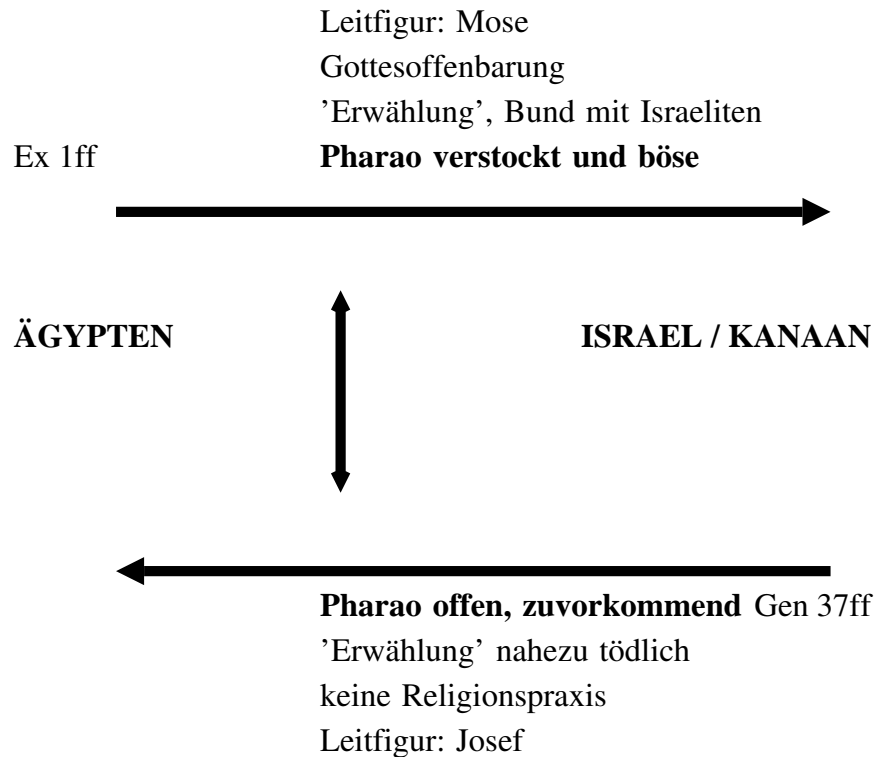 Leitfigur: Mose
Gottesoffenbarung
’Erwählung’, Bund mit Israeliten
Ex 1ff Pharao verstockt und böse
ÄGYPTEN ISRAEL / KANAAN
Pharao offen, zuvorkommend Gen 37ff
’Erwählung’ nahezu tödlich
keine Religionspraxis
Leitfigur: Josef